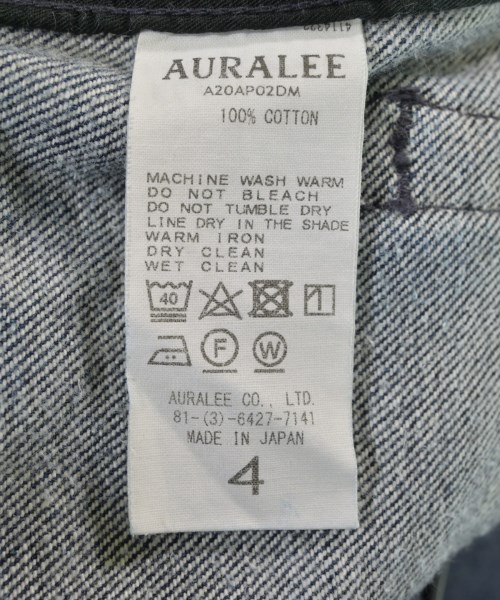 AURALEE
A20AP02DM
100% COTTON
MACHINE WASH WARM
DO NOT BLEACH
DO NOT TUMBLE DRY
LINE DRY IN THE SHADE
WARM IRON
DRY CLEAN
WET CLEAN
40
F
W
AURALEE CO., LTD.
81-(3)-6427-7141
MADE IN JAPAN
4